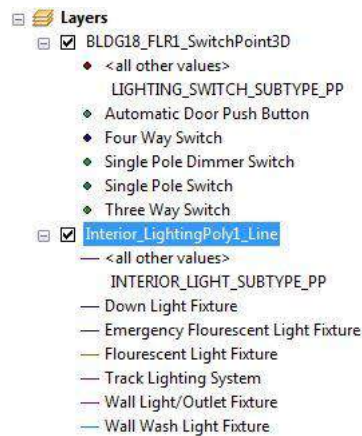 Layers
BLDG18_FLR1_SwitchPoint3D
<all other values>
LIGHTING_SWITCH_SUBTYPE_PP
Automatic Door Push Button
Four Way Switch
Single Pole Dimmer Switch
Single Pole Switch
Three Way Switch
Interior_LightingPoly1_Line
<all other values>
INTERIOR_LIGHT_SUBTYPE_PP
Down Light Fixture
Emergency Flourescent Light Fixture
Flourescent Light Fixture
Track Lighting System
Wall Light/Outlet Fixture
Wall Wash Light Fixture